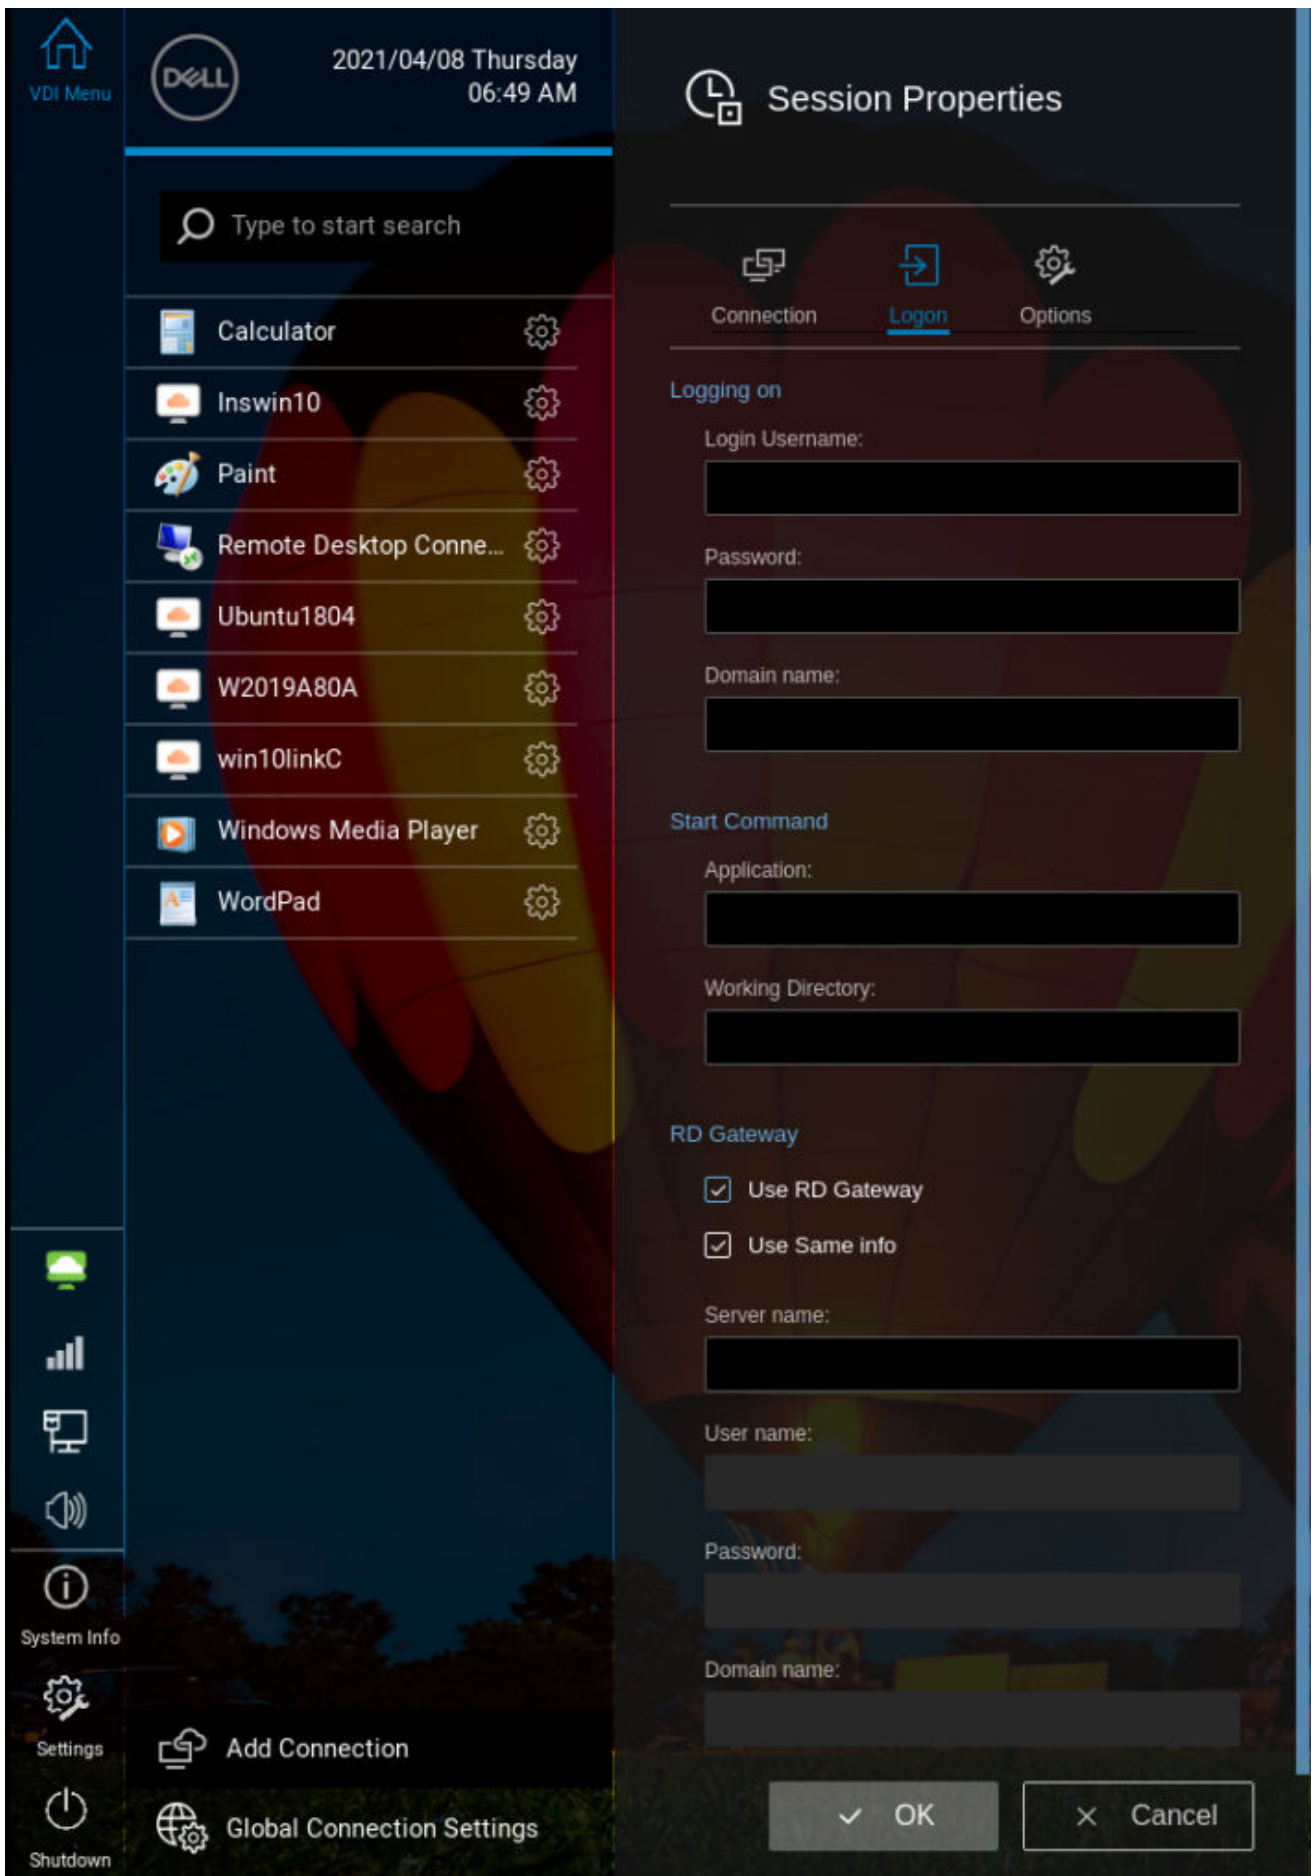 VDI Menu
DELL
2021/04/08 Thursday
06:49 AM
Type to start search
Calculator
Inswin10
Paint
Remote Desktop Conne...
Ubuntu1804
W2019A80A
win10linkC
Windows Media Player
WordPad
System Info
Settings
Shutdown
Add Connection
Global Connection Settings
Session Properties
Connection
Logon
Options
Logging on
Login Username:
Password:
Domain name:
Start Command
Application:
Working Directory:
RD Gateway
Use RD Gateway
Use Same info
Server name:
User name:
Password:
Domain name:
OK
Cancel